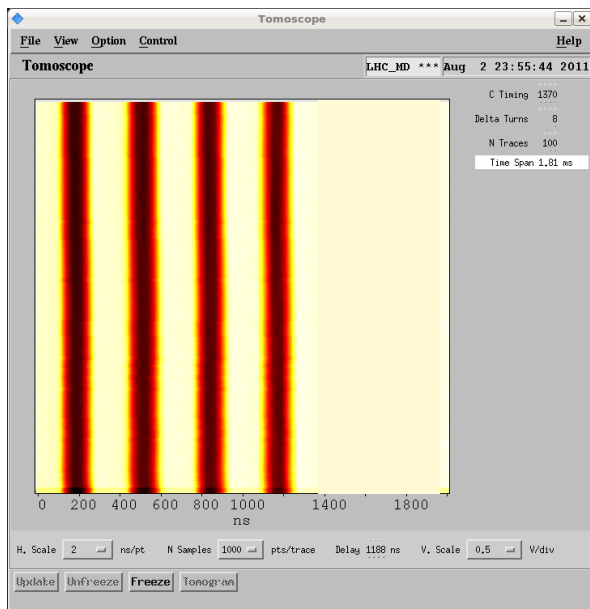 Tomoscope
File View Option Control Help
Tomoscope LHC_MD *** Aug 2 23:55:44 2011
C Timing 1370
Delta Turns 8
N Traces 100
Time Span 1.81 ms
0 200 400 600 800 1000 1400 1800
ns
H. Scale 2 ns/pt N Samples 1000 pts/trace Delay 1188 ns V. Scale 0.5 V/div
Update Unfreeze Freeze Tomogram